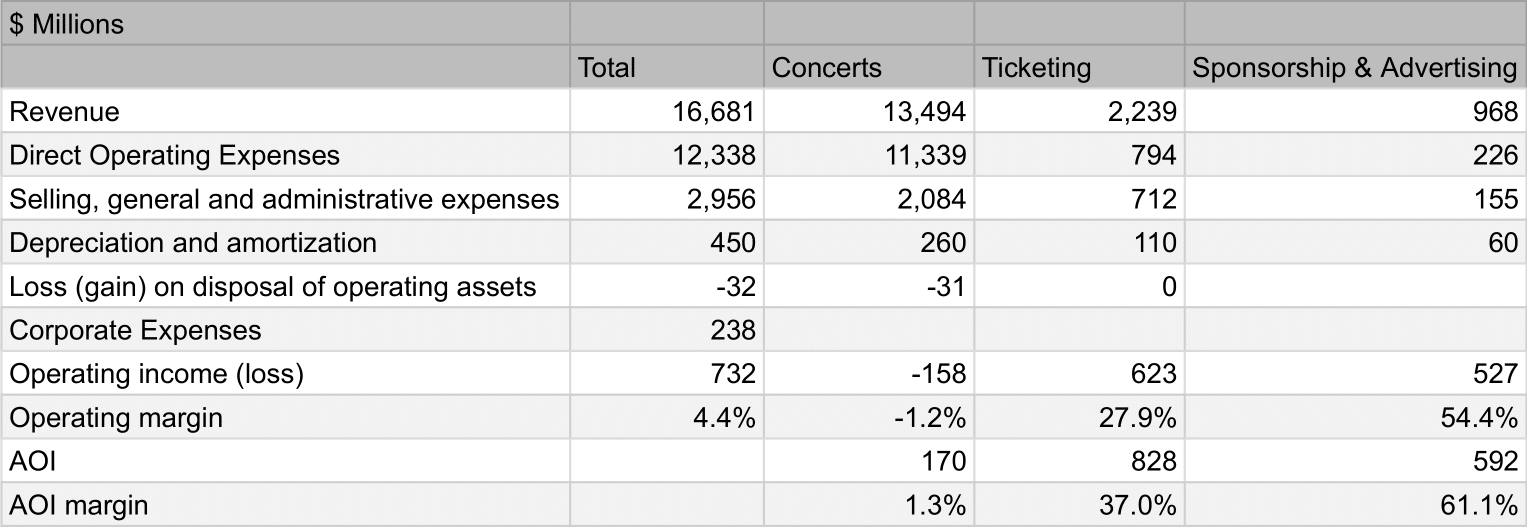 $ Millions
Total Concerts Ticketing Sponsorship & Advertising
Revenue 16,681 13,494 2,239 968
Direct Operating Expenses 12,338 11,339 794 226
Selling, general and administrative expenses 2,956 2,084 712 155
Depreciation and amortization 450 260 110 60
Loss (gain) on disposal of operating assets -32 -31 0
Corporate Expenses 238
Operating income (loss) 732 -158 623 527
Operating margin 4.4% -1.2% 27.9% 54.4%
AOI 170 828 592
AOI margin 1.3% 37.0% 61.1%